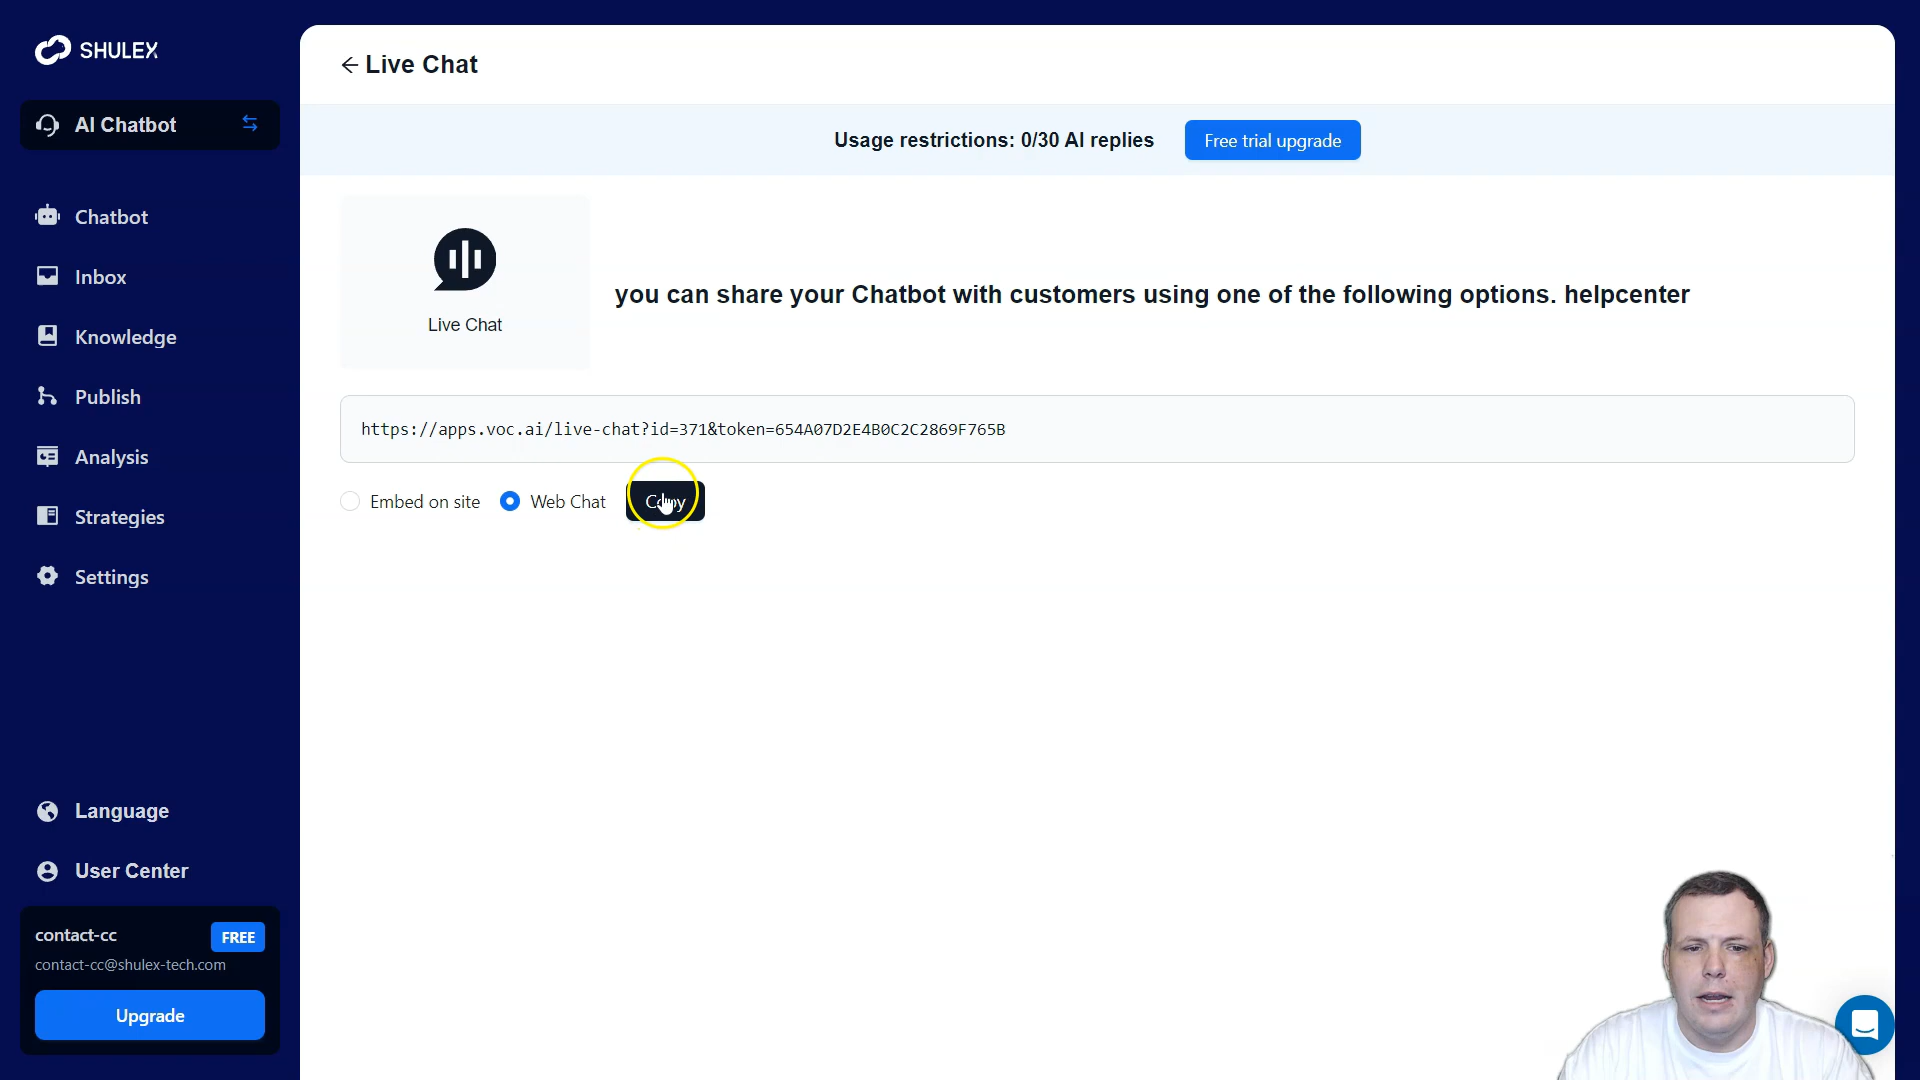 SHULEX
AI Chatbot
Chatbot
Inbox
Knowledge
Publish
Analysis
Strategies
Settings
Language
User Center
contact-cc
FREE
contact-cc@shulex-tech.com
Upgrade
Live Chat
Usage restrictions: 0/30 AI replies
Free trial upgrade
Live Chat
you can share your Chatbot with customers using one of the following options. helpcenter
https://apps.voc.ai/live-chat?id=371&token=654A07D2E4B0C2C2869F765B
Embed on site
Web Chat
Copy